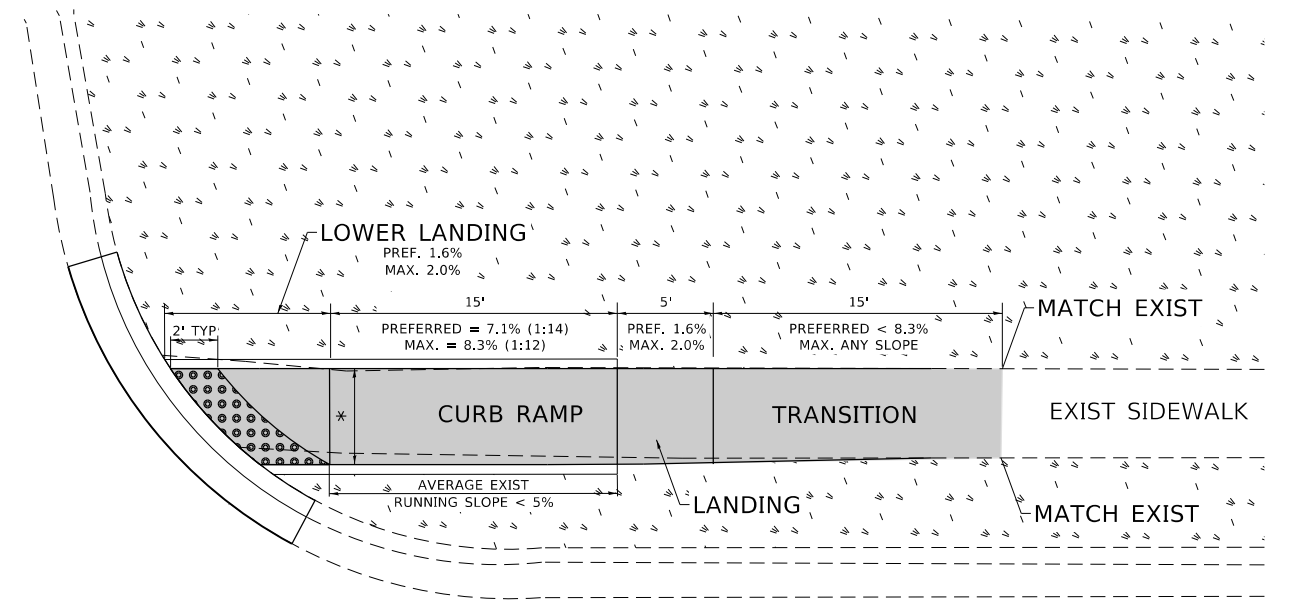 LOWER LANDING
PREF. 1.6%
MAX. 2.0%
15'
5'
15'
MATCH EXIST
2' TYP
PREFERRED = 7.1% (1:14)
MAX. = 8.3% (1:12)
PREF. 1.6%
MAX. 2.0%
PREFERRED < 8.3%
MAX. ANY SLOPE
*
CURB RAMP
TRANSITION
EXIST SIDEWALK
AVERAGE EXIST
RUNNING SLOPE < 5%
LANDING
MATCH EXIST